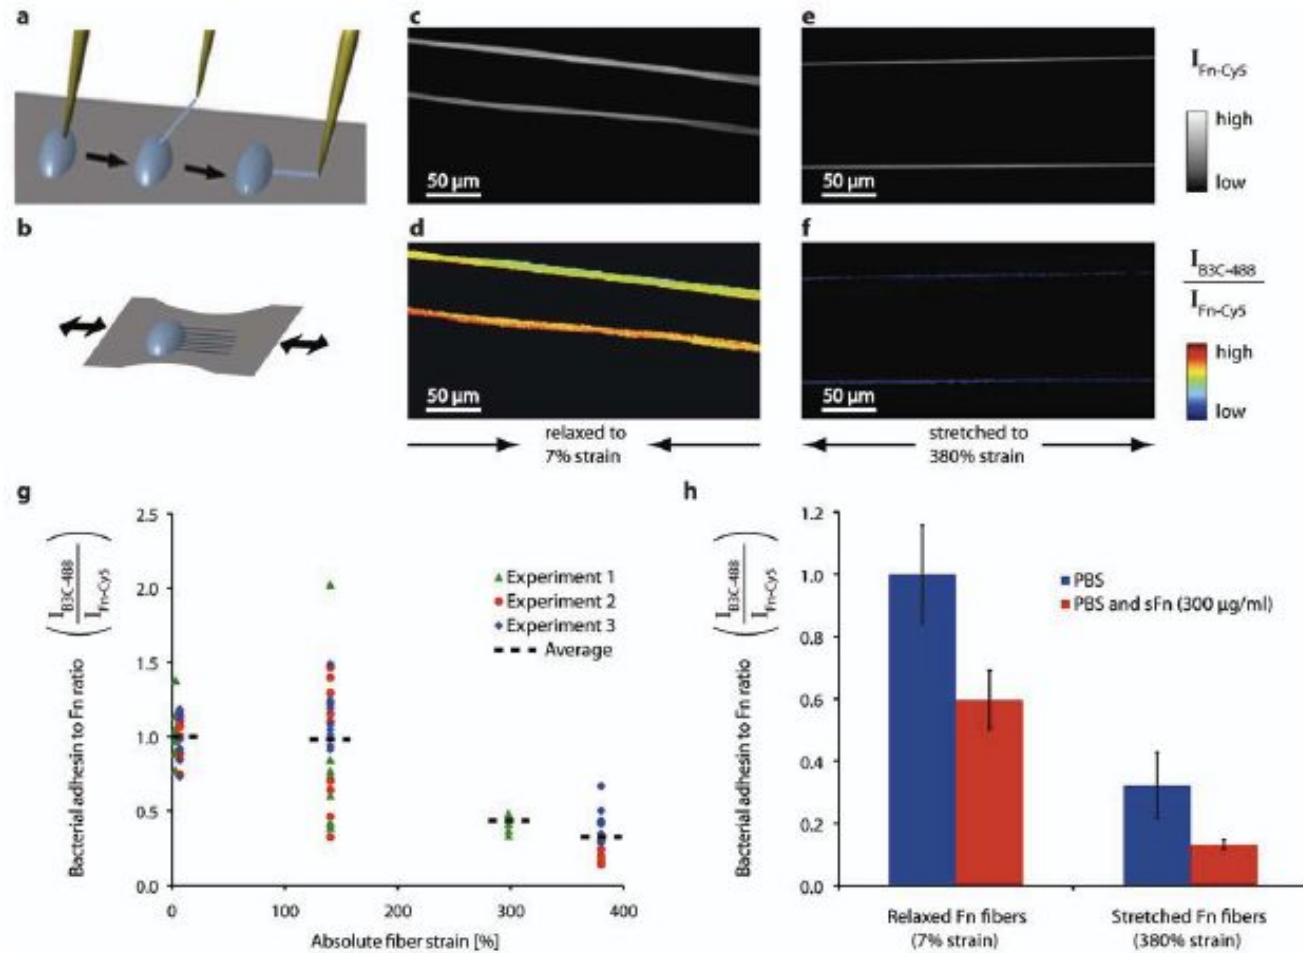 a
b
c
50 µm
d
50 µm
relaxed to
7% strain
e
f
stretched to
380% strain
I Fn-Cy5
high
low
I B3C-488
I Fn-Cy5
high
low
g
Bacterial adhesin to Fn ratio ( I B3C-488 / I Fn-Cy5 )
2.5
2.0
1.5
1.0
0.5
0.0
0 100 200 300 400
Absolute fiber strain [%]
Experiment 1
Experiment 2
Experiment 3
Average
h
Bacterial adhesin to Fn ratio ( I B3C-488 / I Fn-Cy5 )
1.2
1.0
0.8
0.6
0.4
0.2
0.0
PBS
PBS and sFn (300 µg/ml)
Relaxed Fn fibers
(7% strain)
Stretched Fn fibers
(380% strain)